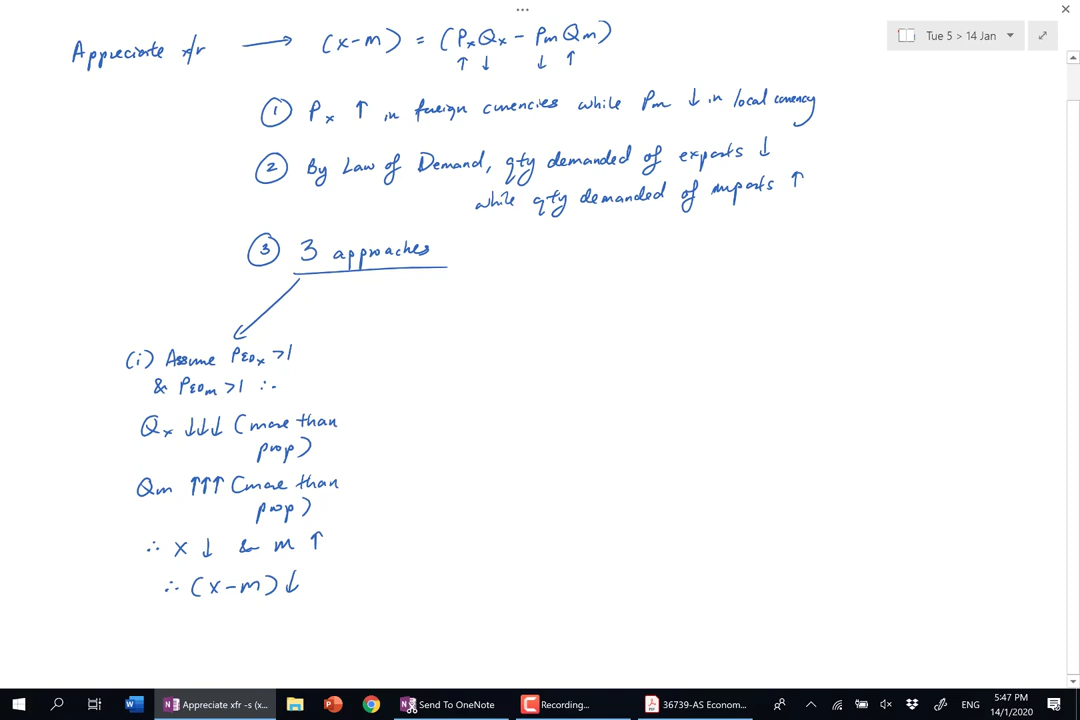 Tue 5 > 14 Jan
Appreciate xfr → (x-m) = (PxQx - PmQm)
↑ ↓ ↓ ↑
① Px ↑ in foreign currencies while Pm ↓ in local currency
② By Law of Demand, qty demanded of exports ↓
while qty demanded of imports ↑
③ 3 approaches
(i) Assume PEDx >1
& PEDm >1 ∴
Qx ↓↓↓ (more than
prop)
Qm ↑↑↑ (more than
prop)
∴ X ↓ & m ↑
∴ (x-m) ↓
Appreciate xfr -s (x...
Send To OneNote
Recording...
36739-AS Econom...
ENG
5:47 PM
14/1/2020